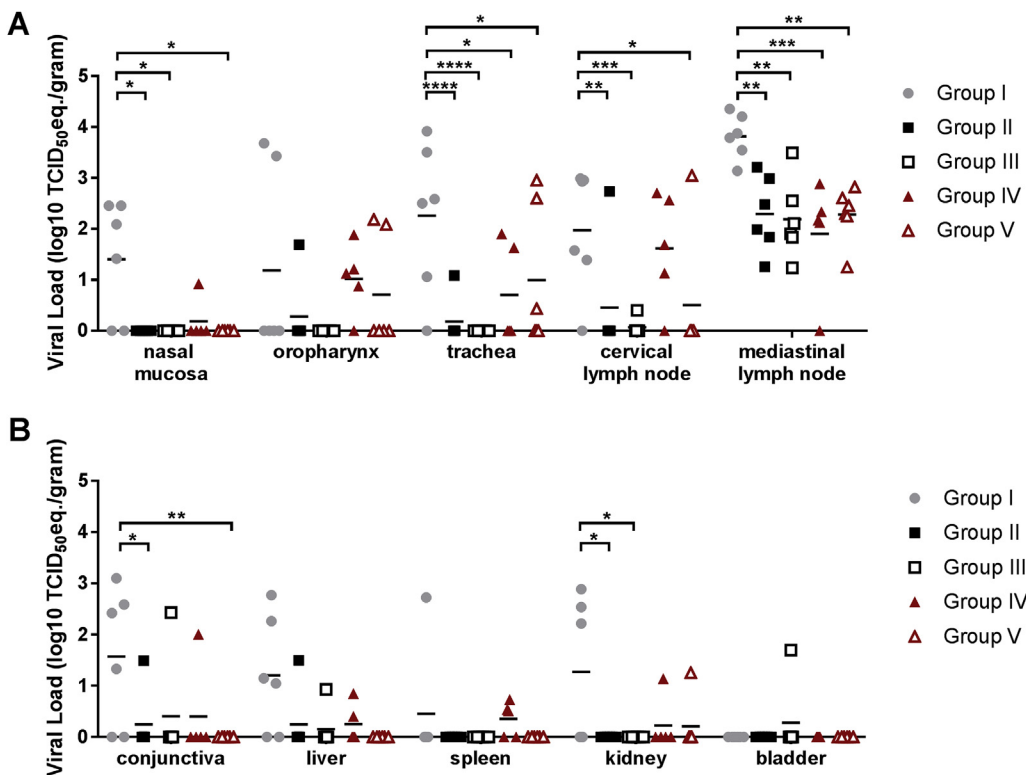 A
Viral Load (log10 TCID50eq./gram)
5
4
3
2
1
0
*
*
*
*
*
****
****
*
***
**
**
***
**
**
nasal mucosa
oropharynx
trachea
cervical lymph node
mediastinal lymph node
Group I
Group II
Group III
Group IV
Group V
B
Viral Load (log10 TCID50eq./gram)
5
4
3
2
1
0
**
*
*
*
conjunctiva
liver
spleen
kidney
bladder
Group I
Group II
Group III
Group IV
Group V